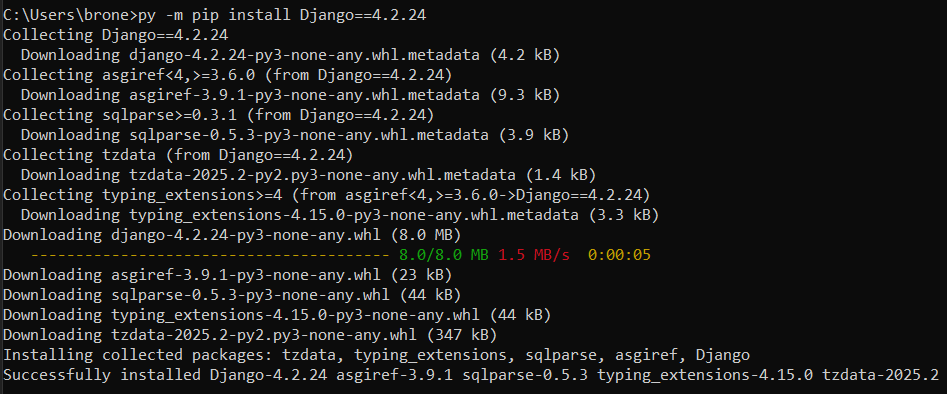 C:\Users\brone>py -m pip install Django==4.2.24
Collecting Django==4.2.24
  Downloading django-4.2.24-py3-none-any.whl.metadata (4.2 kB)
Collecting asgiref<4,>=3.6.0 (from Django==4.2.24)
  Downloading asgiref-3.9.1-py3-none-any.whl.metadata (9.3 kB)
Collecting sqlparse>=0.3.1 (from Django==4.2.24)
  Downloading sqlparse-0.5.3-py3-none-any.whl.metadata (3.9 kB)
Collecting tzdata (from Django==4.2.24)
  Downloading tzdata-2025.2-py2.py3-none-any.whl.metadata (1.4 kB)
Collecting typing_extensions>=4 (from asgiref<4,>=3.6.0->Django==4.2.24)
  Downloading typing_extensions-4.15.0-py3-none-any.whl.metadata (3.3 kB)
Downloading django-4.2.24-py3-none-any.whl (8.0 MB)
   ---------------------------------------- 8.0/8.0 MB 1.5 MB/s  0:00:05
Downloading asgiref-3.9.1-py3-none-any.whl (23 kB)
Downloading sqlparse-0.5.3-py3-none-any.whl (44 kB)
Downloading typing_extensions-4.15.0-py3-none-any.whl (44 kB)
Downloading tzdata-2025.2-py2.py3-none-any.whl (347 kB)
Installing collected packages: tzdata, typing_extensions, sqlparse, asgiref, Django
Successfully installed Django-4.2.24 asgiref-3.9.1 sqlparse-0.5.3 typing_extensions-4.15.0 tzdata-2025.2